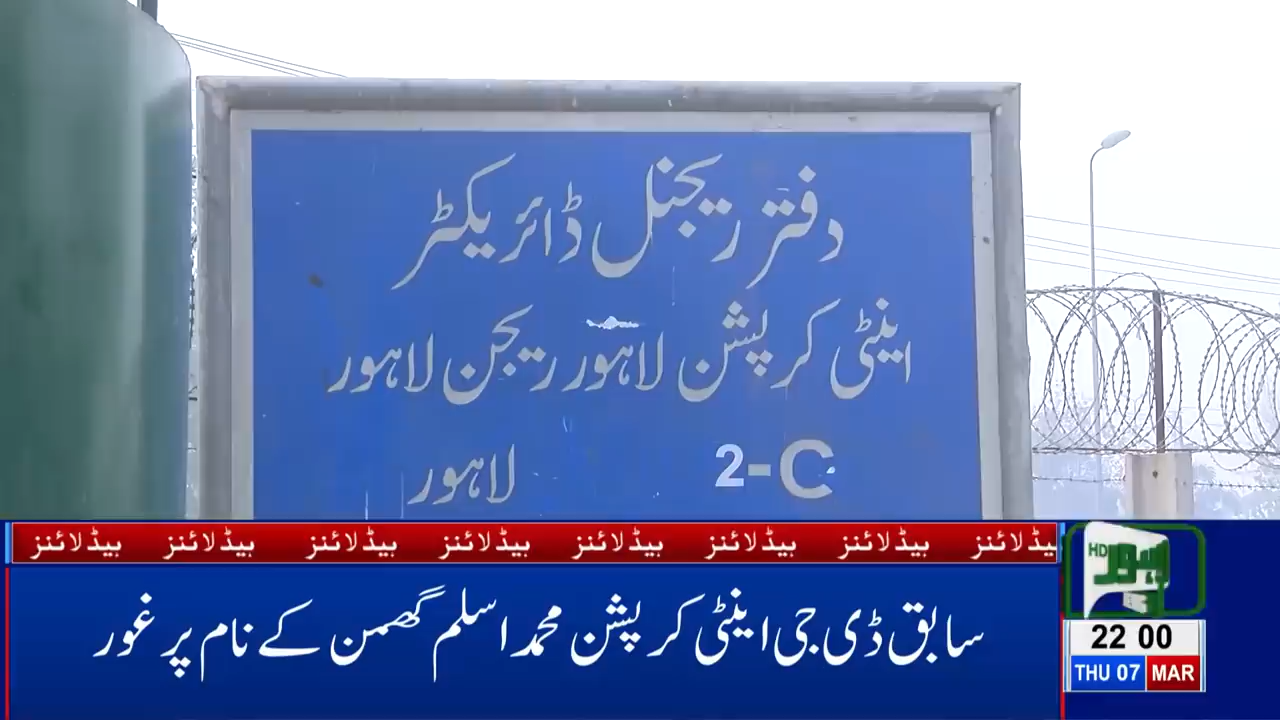 دفتر ریجنل ڈائریکٹر
اینٹی کرپشن لاہور ریجن لاہور
2-C لاہور
ہیڈلائنز ہیڈلائنز ہیڈلائنز ہیڈلائنز ہیڈلائنز ہیڈلائنز ہیڈلائنز ہیڈلائنز
سابق ڈی جی اینٹی کرپشن محمد اسلم گھمن کے نام پر غور
HD
22 00
THU 07 MAR